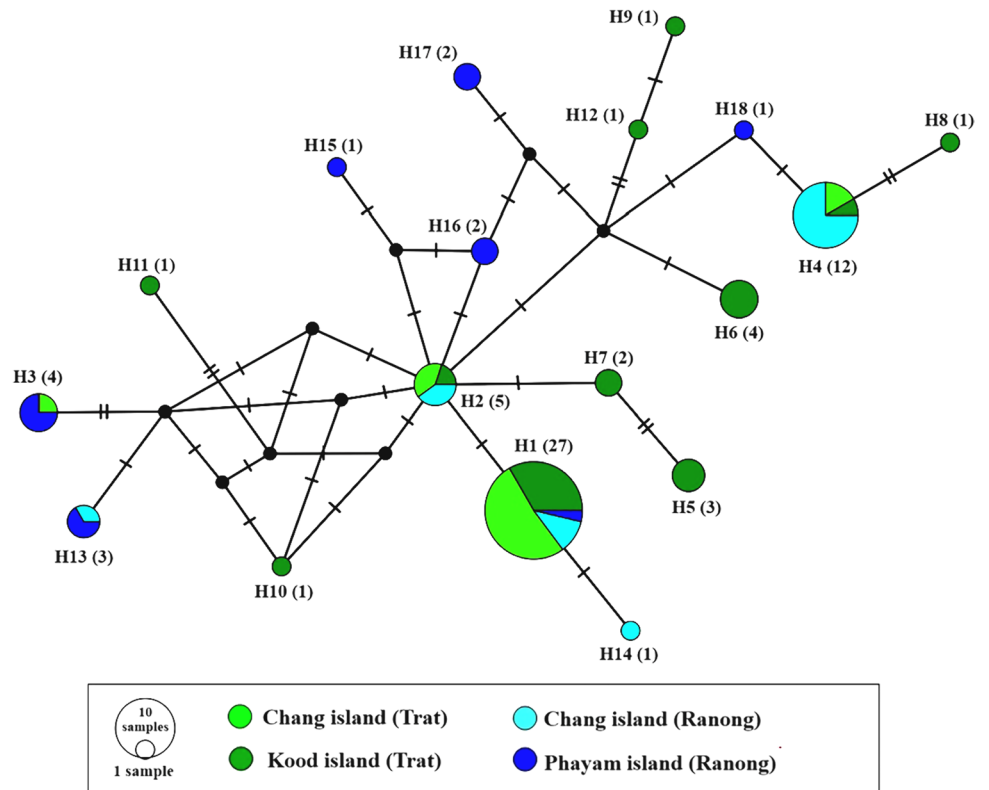 H9 (1)
H17 (2)
H12 (1)
H18 (1)
H8 (1)
H15 (1)
H16 (2)
H11 (1)
H4 (12)
H6 (4)
H7 (2)
H3 (4)
H2 (5)
H1 (27)
H5 (3)
H13 (3)
H10 (1)
H14 (1)
10
samples
1 sample
Chang island (Trat)
Kood island (Trat)
Chang island (Ranong)
Phayam island (Ranong)